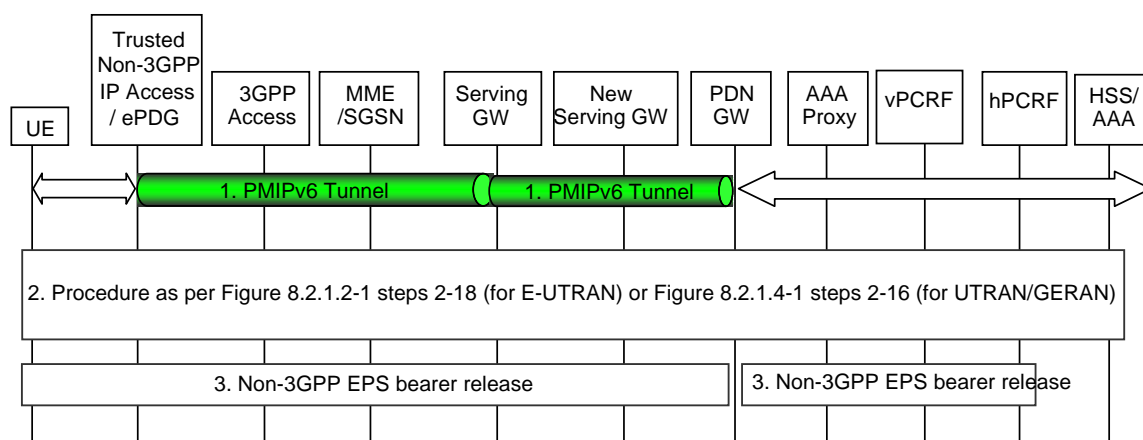 Trusted
Non-3GPP
IP Access
/ ePDG
UE
3GPP
Access
MME
/SGSN
Serving
GW
New
Serving GW
PDN
GW
AAA
Proxy
vPCRF
hPCRF
HSS/
AAA
1. PMIPv6 Tunnel
1. PMIPv6 Tunnel
2. Procedure as per Figure 8.2.1.2-1 steps 2-18 (for E-UTRAN) or Figure 8.2.1.4-1 steps 2-16 (for UTRAN/GERAN)
3. Non-3GPP EPS bearer release
3. Non-3GPP EPS bearer release